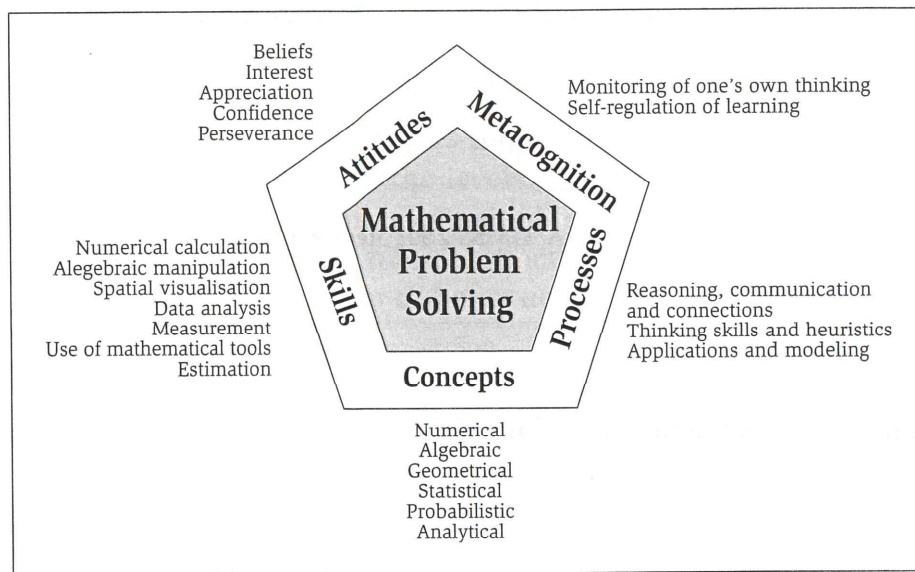 Beliefs
Interest
Appreciation
Confidence
Perseverance
Attitudes
Metacognition
Monitoring of one's own thinking
Self-regulation of learning
Mathematical
Problem
Solving
Skills
Numerical calculation
Alegebraic manipulation
Spatial visualisation
Data analysis
Measurement
Use of mathematical tools
Estimation
Processes
Reasoning, communication
and connections
Thinking skills and heuristics
Applications and modeling
Concepts
Numerical
Algebraic
Geometrical
Statistical
Probabilistic
Analytical